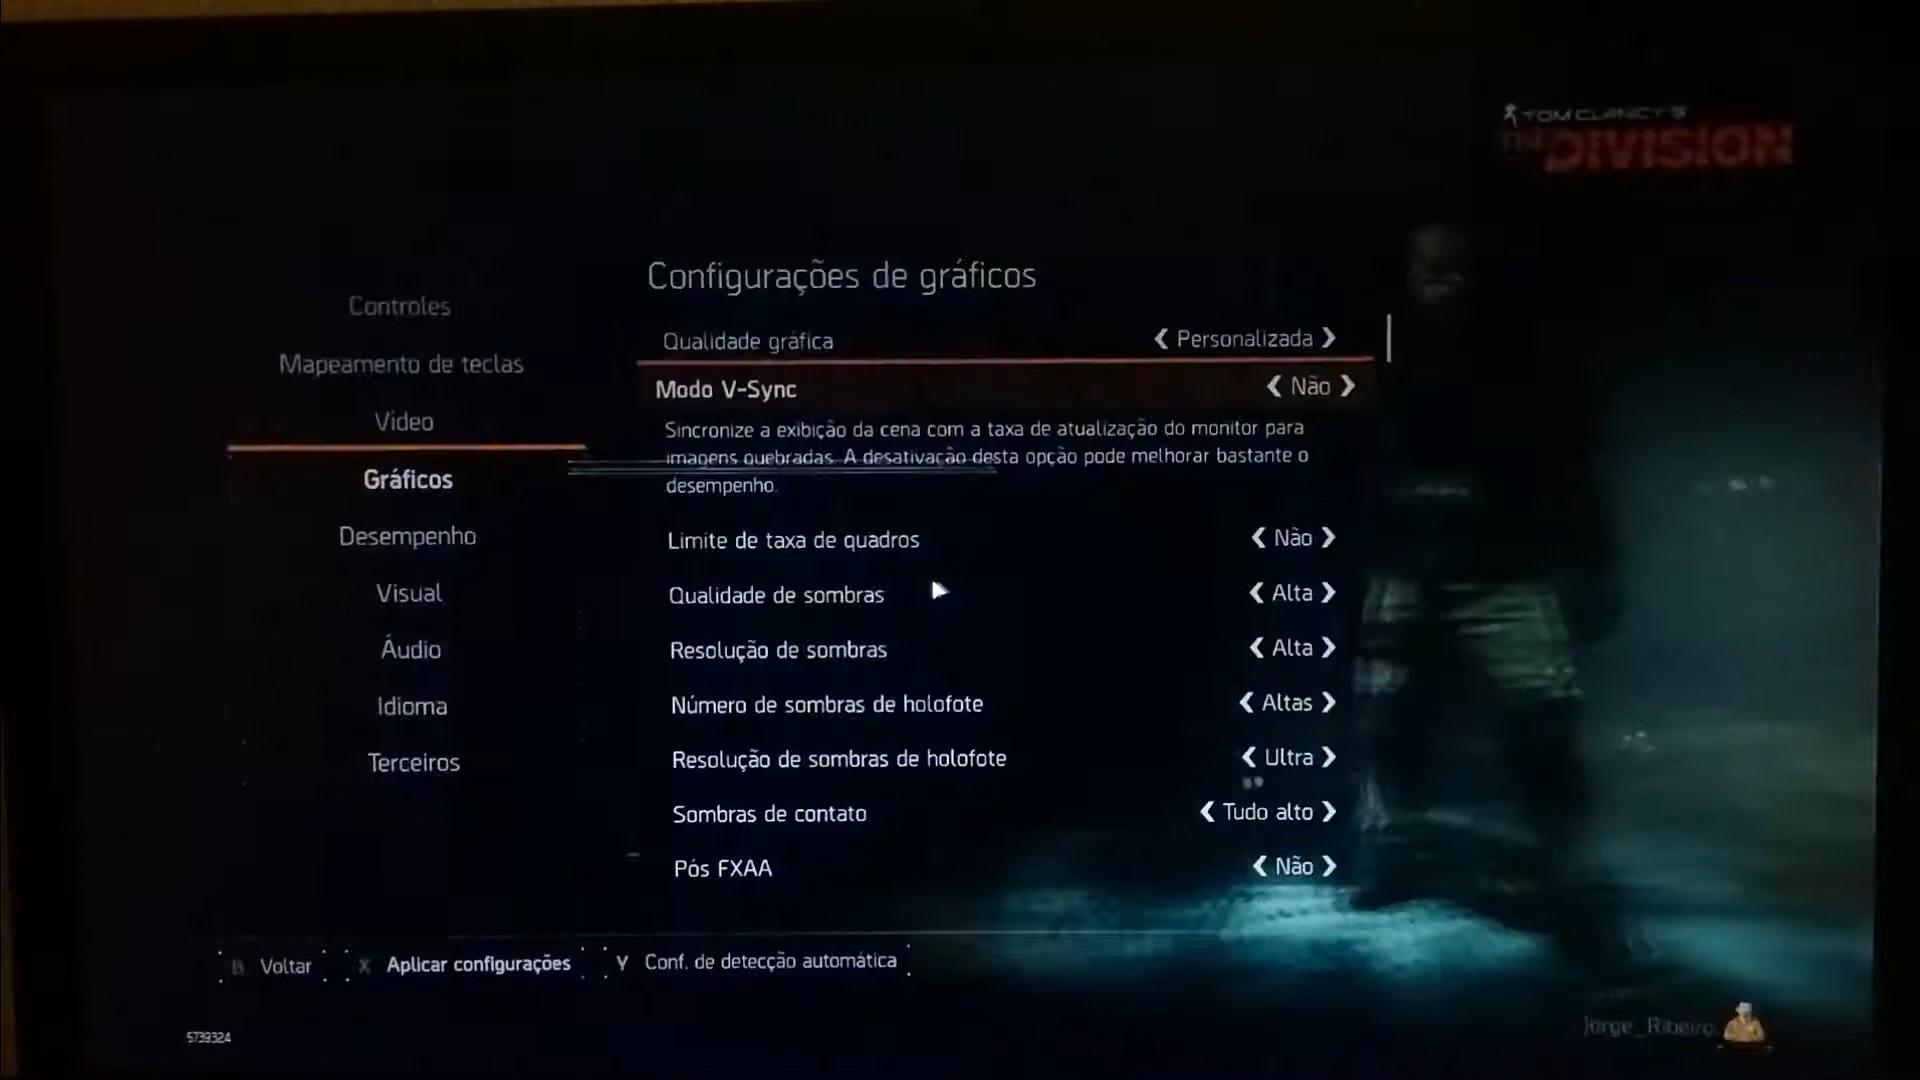 TOM CLANCY'S
THE DIVISION
Configurações de gráficos
Controles
Mapeamento de teclas
Vídeo
Gráficos
Desempenho
Visual
Áudio
Idioma
Terceiros
Qualidade gráfica Personalizada
Modo V-Sync Não
Sincronize a exibição da cena com a taxa de atualização do monitor para
imagens quebradas. A desativação desta opção pode melhorar bastante o
desempenho.
Limite de taxa de quadros Não
Qualidade de sombras Alta
Resolução de sombras Alta
Número de sombras de holofote Altas
Resolução de sombras de holofote Ultra
Sombras de contato Tudo alto
Pós FXAA Não
B Voltar X Aplicar configurações Y Conf. de detecção automática
5739324
Jorge_Ribeiro